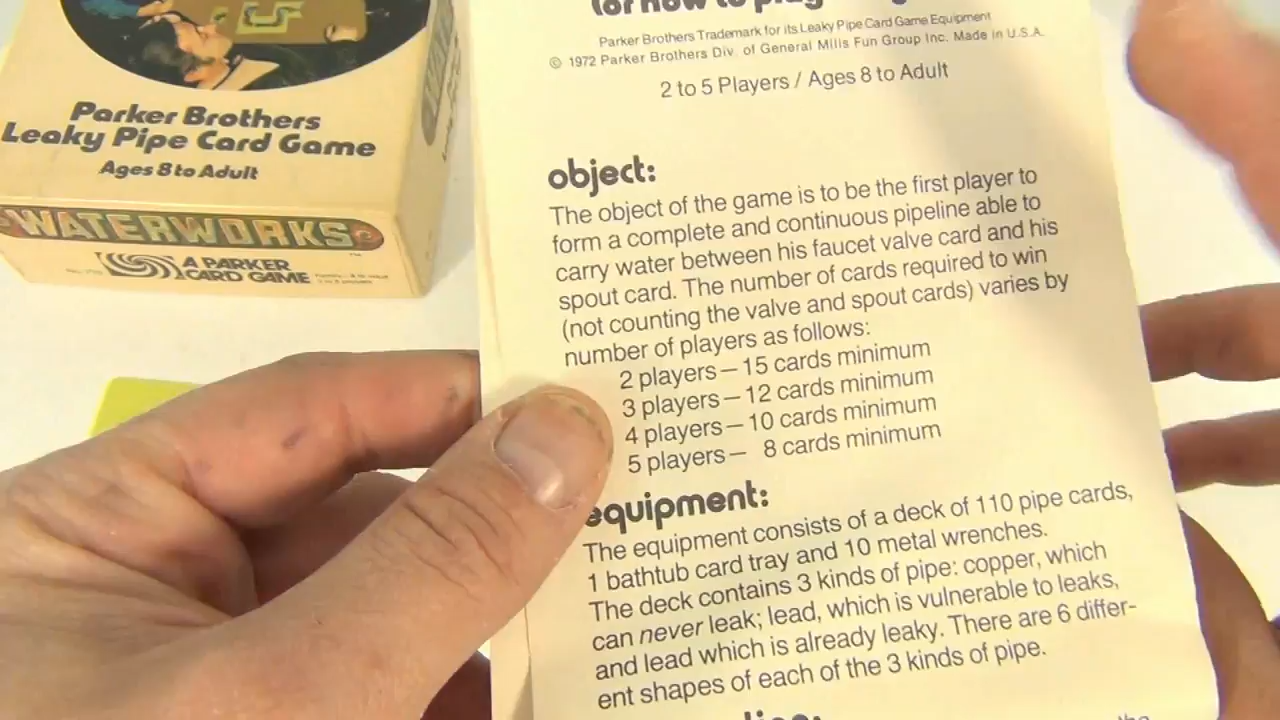 Parker Brothers
Leaky Pipe Card Game
Ages 8 to Adult
WATERWORKS
A PARKER
CARD GAME
(or how to play
Parker Brothers Trademark for its Leaky Pipe Card Game Equipment
© 1972 Parker Brothers Div. of General Mills Fun Group Inc. Made in U.S.A.
2 to 5 Players / Ages 8 to Adult
object:
The object of the game is to be the first player to
form a complete and continuous pipeline able to
carry water between his faucet valve card and his
spout card. The number of cards required to win
(not counting the valve and spout cards) varies by
number of players as follows:
2 players — 15 cards minimum
3 players — 12 cards minimum
4 players — 10 cards minimum
5 players — 8 cards minimum
equipment:
The equipment consists of a deck of 110 pipe cards,
1 bathtub card tray and 10 metal wrenches.
The deck contains 3 kinds of pipe: copper, which
can never leak; lead, which is vulnerable to leaks,
and lead which is already leaky. There are 6 differ-
ent shapes of each of the 3 kinds of pipe.
the